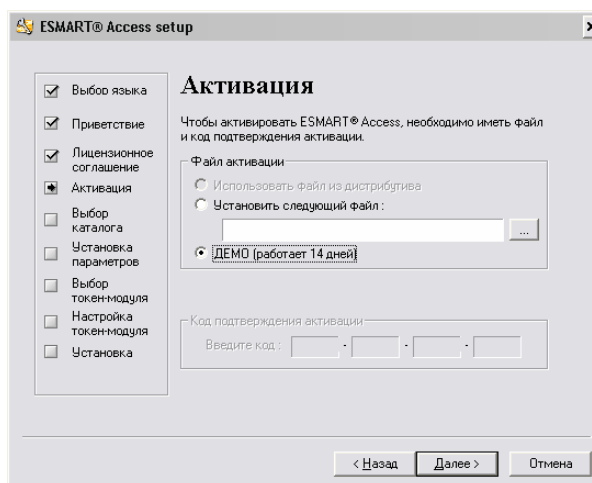 ESMART® Access setup
Выбор языка
Приветствие
Лицензионное
соглашение
Активация
Выбор
каталога
Установка
параметров
Выбор
токен-модуля
Настройка
токен-модуля
Установка
Активация
Чтобы активировать ESMART® Access, необходимо иметь файл
и код подтверждения активации.
Файл активации
Использовать файл из дистрибутива
Установить следующий файл :
...
ДЕМО (работает 14 дней)
Код подтверждения активации
Введите код : - - -
< Назад Далее > Отмена